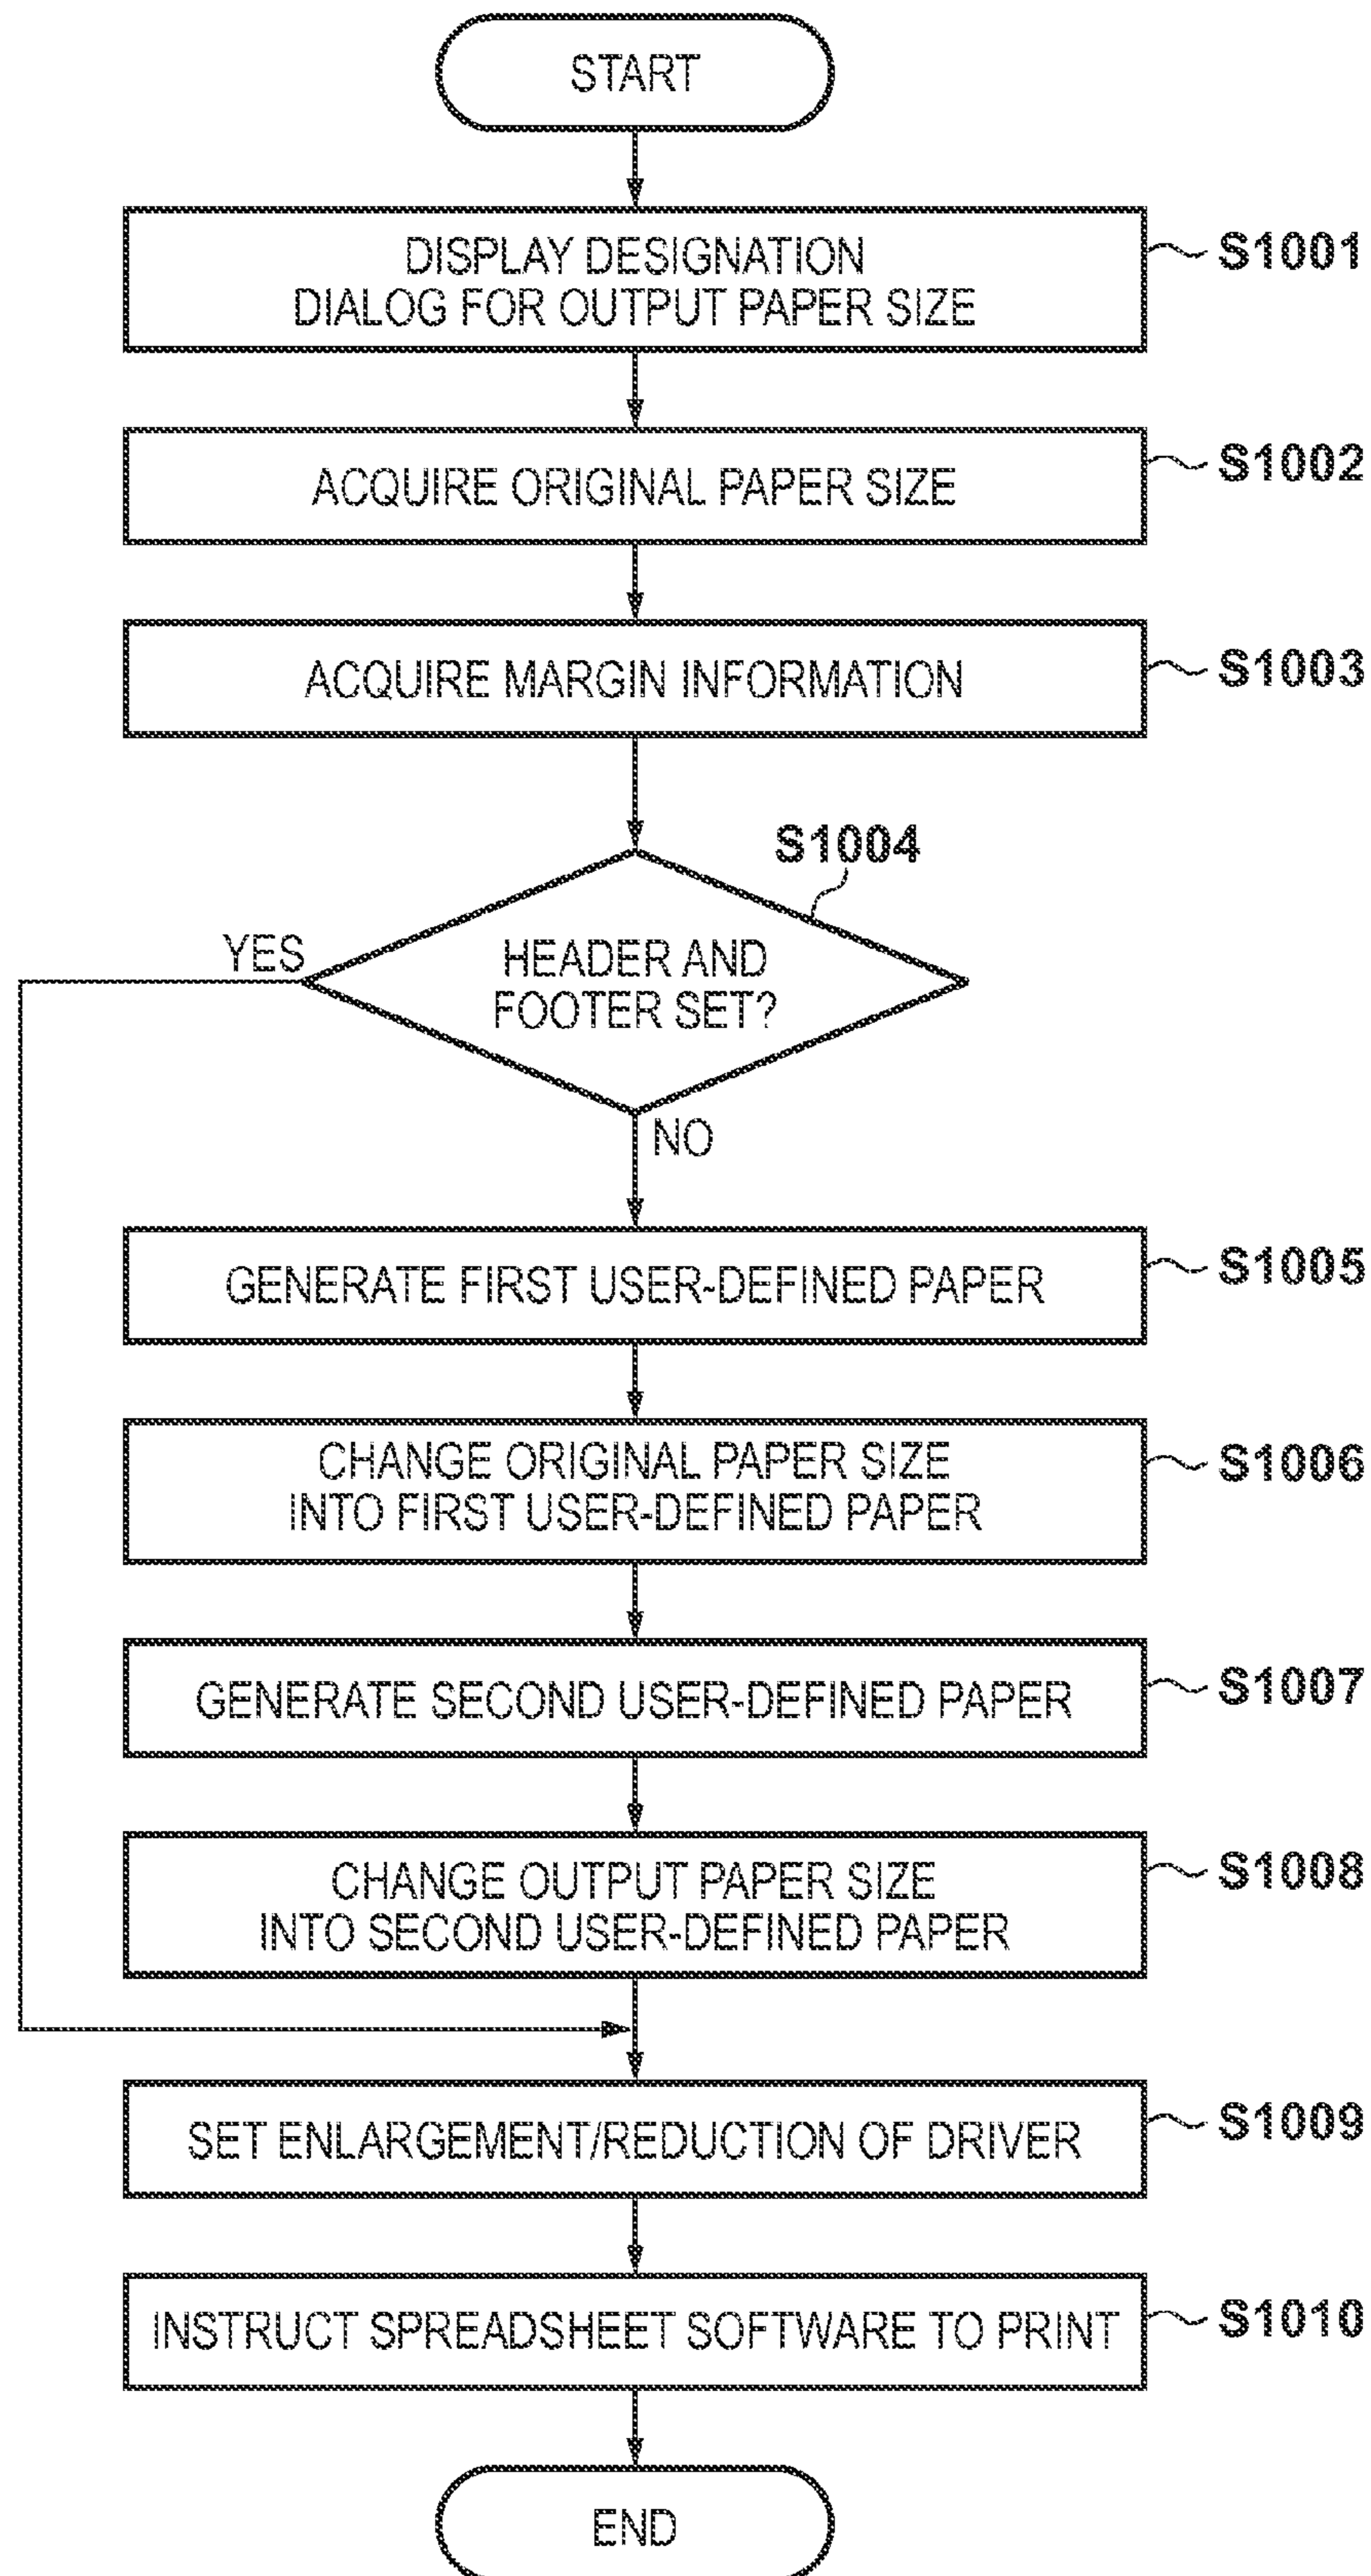 START
DISPLAY DESIGNATION
DIALOG FOR OUTPUT PAPER SIZE
S1001
ACQUIRE ORIGINAL PAPER SIZE
S1002
ACQUIRE MARGIN INFORMATION
S1003
S1004
YES
HEADER AND
FOOTER SET?
NO
GENERATE FIRST USER-DEFINED PAPER
S1005
CHANGE ORIGINAL PAPER SIZE
INTO FIRST USER-DEFINED PAPER
S1006
GENERATE SECOND USER-DEFINED PAPER
S1007
CHANGE OUTPUT PAPER SIZE
INTO SECOND USER-DEFINED PAPER
S1008
SET ENLARGEMENT/REDUCTION OF DRIVER
S1009
INSTRUCT SPREADSHEET SOFTWARE TO PRINT
S1010
END